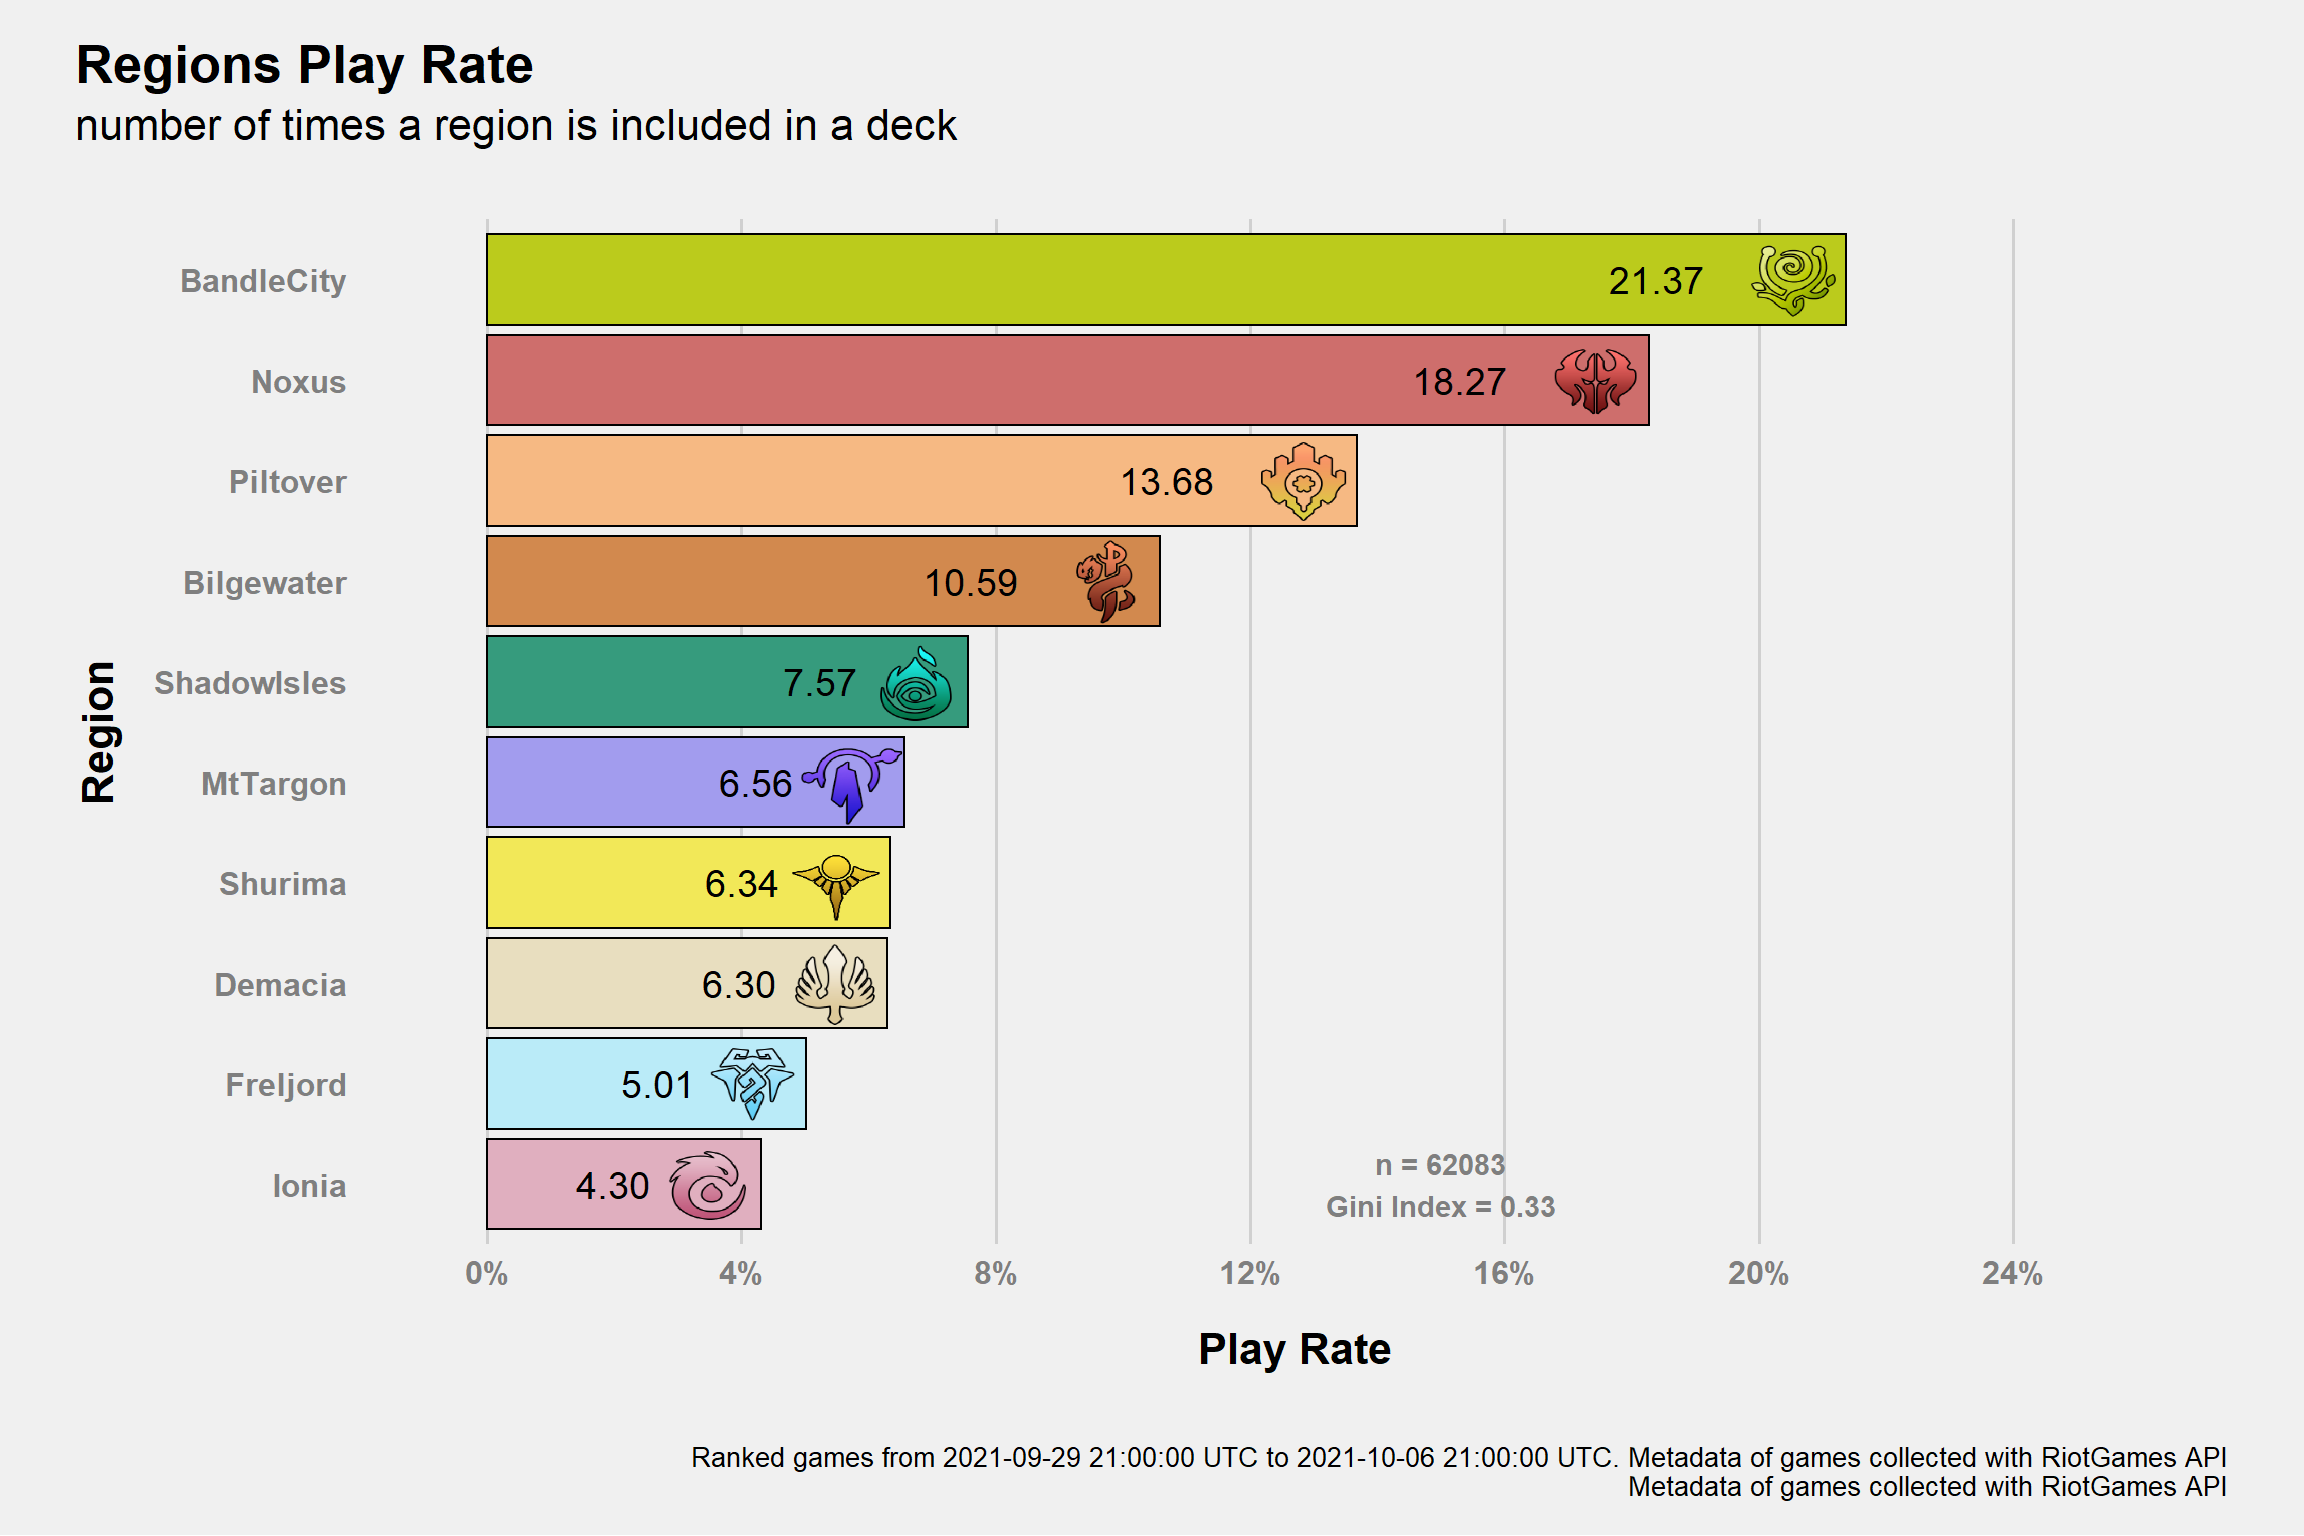 Regions Play Rate
number of times a region is included in a deck
Region
BandleCity 21.37
Noxus 18.27
Piltover 13.68
Bilgewater 10.59
ShadowIsles 7.57
MtTargon 6.56
Shurima 6.34
Demacia 6.30
Freljord 5.01
Ionia 4.30
n = 62083
Gini Index = 0.33
0% 4% 8% 12% 16% 20% 24%
Play Rate
Ranked games from 2021-09-29 21:00:00 UTC to 2021-10-06 21:00:00 UTC. Metadata of games collected with RiotGames API
Metadata of games collected with RiotGames API